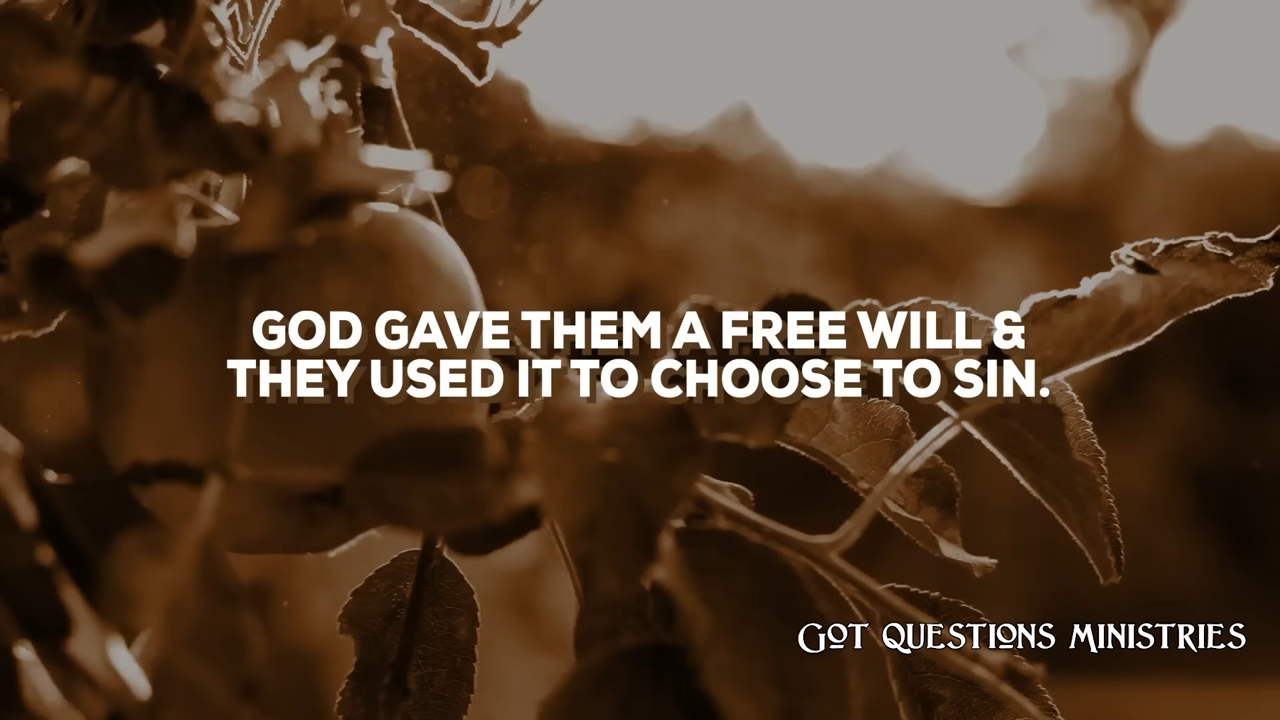 GOD GAVE THEM A FREE WILL &
THEY USED IT TO CHOOSE TO SIN.
GOT QUESTIONS MINISTRIES